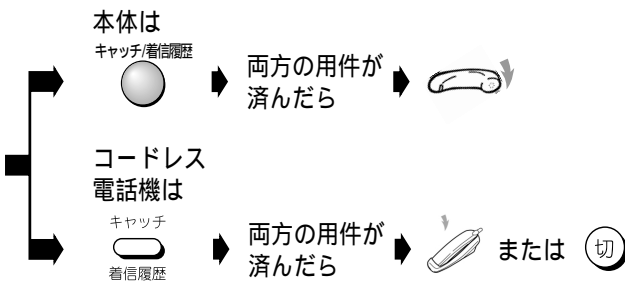 本体は
キャッチ/着信履歴
両方の用件が
済んだら
コードレス
電話機は
キャッチ
着信履歴
両方の用件が
済んだら
または
切